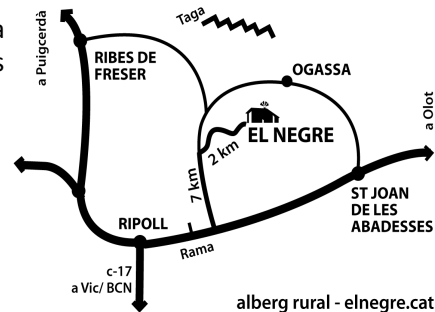 a
s
a Puigcerdà
Taga
RIBES DE
FRESER
OGASSA
a Olot
EL NEGRE
2 km
7 km
ST JOAN
DE LES
ABADESSES
RIPOLL
Rama
c-17
a Vic/ BCN
alberg rural - elnegre.cat